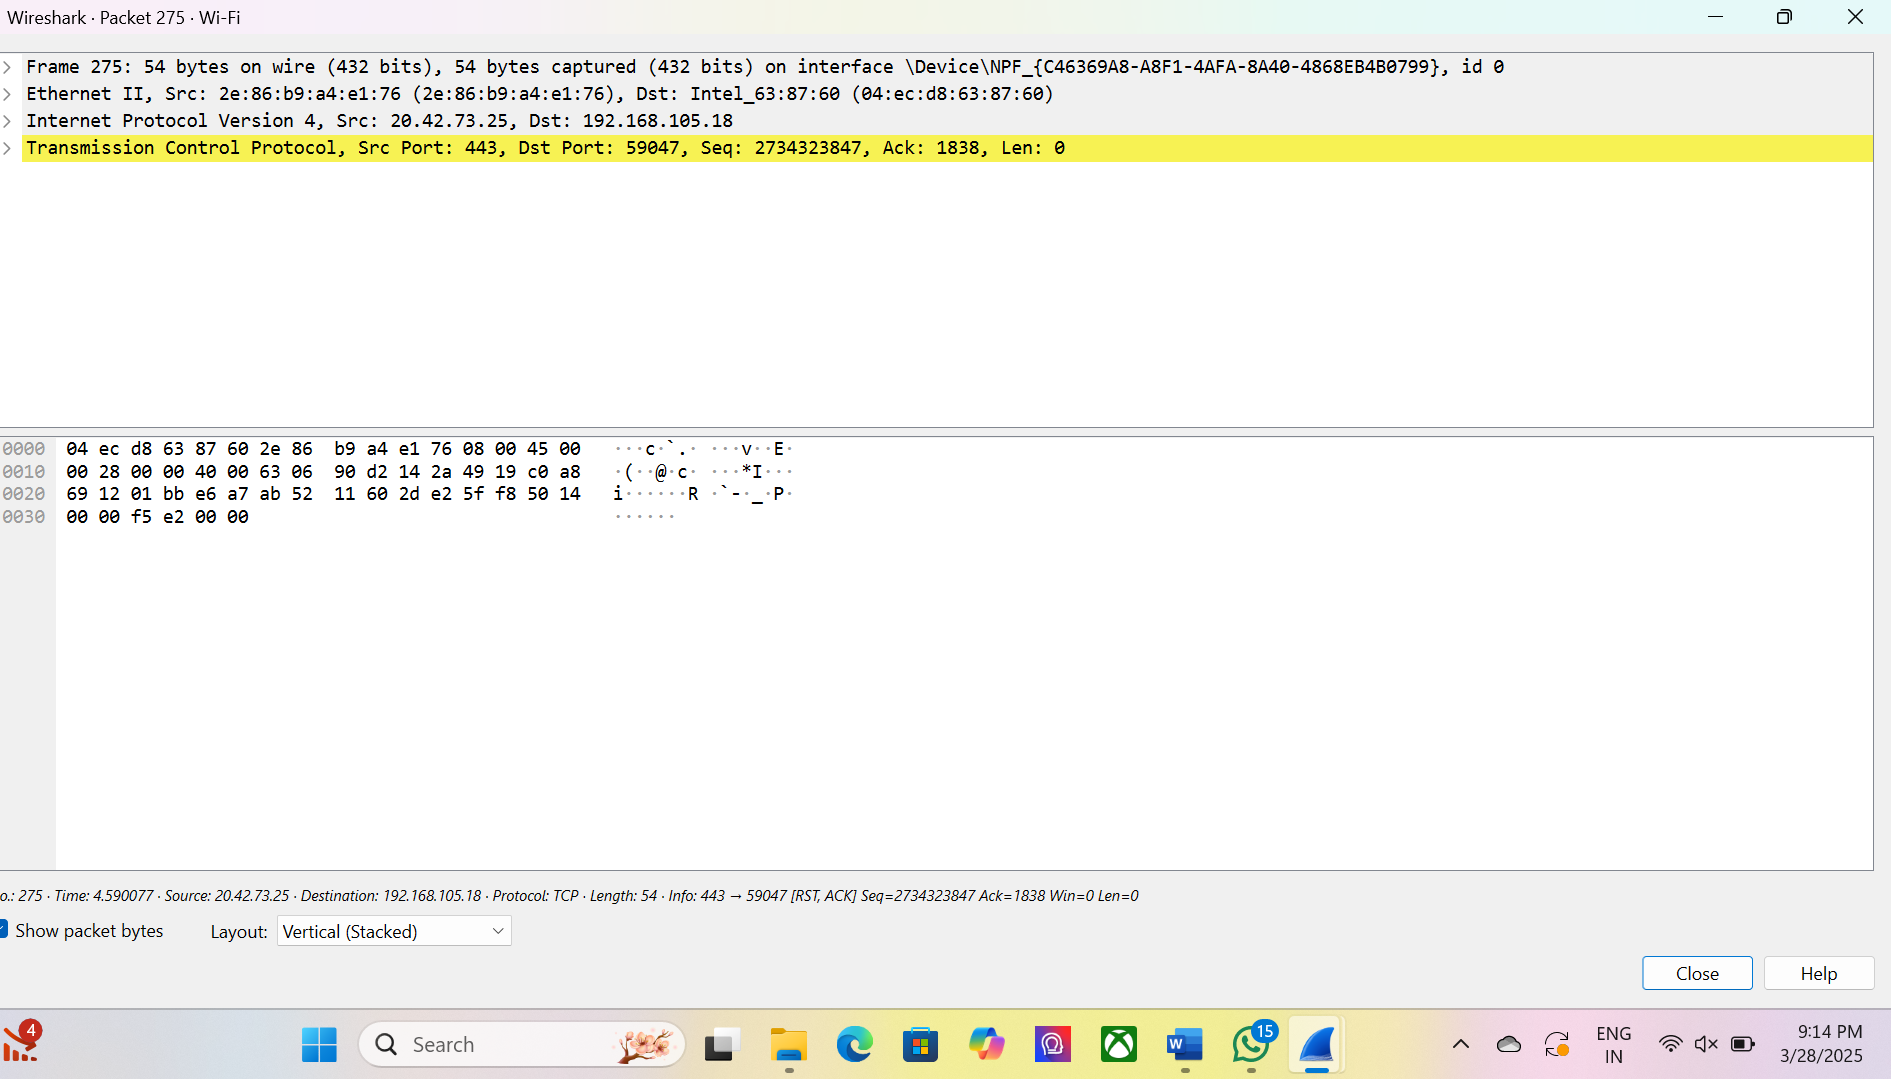 Wireshark · Packet 275 · Wi-Fi
Frame 275: 54 bytes on wire (432 bits), 54 bytes captured (432 bits) on interface \Device\NPF_{C46369A8-A8F1-4AFA-8A40-4868EB4B0799}, id 0
Ethernet II, Src: 2e:86:b9:a4:e1:76 (2e:86:b9:a4:e1:76), Dst: Intel_63:87:60 (04:ec:d8:63:87:60)
Internet Protocol Version 4, Src: 20.42.73.25, Dst: 192.168.105.18
Transmission Control Protocol, Src Port: 443, Dst Port: 59047, Seq: 2734323847, Ack: 1838, Len: 0
0000 04 ec d8 63 87 60 2e 86 b9 a4 e1 76 08 00 45 00 ···c·`.· ···v··E·
0010 00 28 00 00 40 00 63 06 90 d2 14 2a 49 19 c0 a8 ·(··@·c· ···*I···
0020 69 12 01 bb e6 a7 ab 52 11 60 2d e2 5f f8 50 14 i······R ·`-·_·P·
0030 00 00 f5 e2 00 00 ······
o.: 275 · Time: 4.590077 · Source: 20.42.73.25 · Destination: 192.168.105.18 · Protocol: TCP · Length: 54 · Info: 443 → 59047 [RST, ACK] Seq=2734323847 Ack=1838 Win=0 Len=0
Show packet bytes Layout: Vertical (Stacked)
Close Help
4 Search W 15 ENG 9:14 PM
IN 3/28/2025